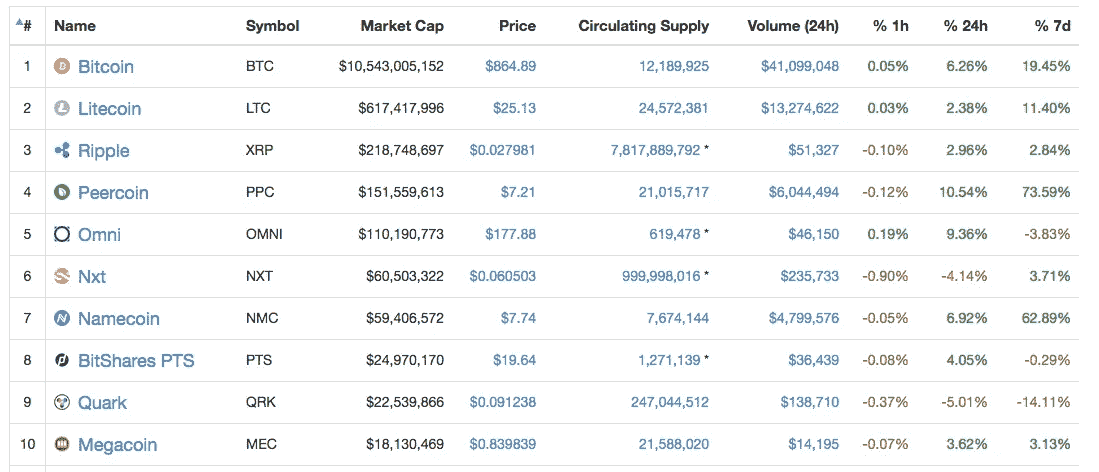 # Name Symbol Market Cap Price Circulating Supply Volume (24h) % 1h % 24h % 7d
1 Bitcoin BTC $10,543,005,152 $864.89 12,189,925 $41,099,048 0.05% 6.26% 19.45%
2 Litecoin LTC $617,417,996 $25.13 24,572,381 $13,274,622 0.03% 2.38% 11.40%
3 Ripple XRP $218,748,697 $0.027981 7,817,889,792 * $51,327 -0.10% 2.96% 2.84%
4 Peercoin PPC $151,559,613 $7.21 21,015,717 $6,044,494 -0.12% 10.54% 73.59%
5 Omni OMNI $110,190,773 $177.88 619,478 * $46,150 0.19% 9.36% -3.83%
6 Nxt NXT $60,503,322 $0.060503 999,998,016 * $235,733 -0.90% -4.14% 3.71%
7 Namecoin NMC $59,406,572 $7.74 7,674,144 $4,799,576 -0.05% 6.92% 62.89%
8 BitShares PTS PTS $24,970,170 $19.64 1,271,139 * $36,439 -0.08% 4.05% -0.29%
9 Quark QRK $22,539,866 $0.091238 247,044,512 $138,710 -0.37% -5.01% -14.11%
10 Megacoin MEC $18,130,469 $0.839839 21,588,020 $14,195 -0.07% 3.62% 3.13%